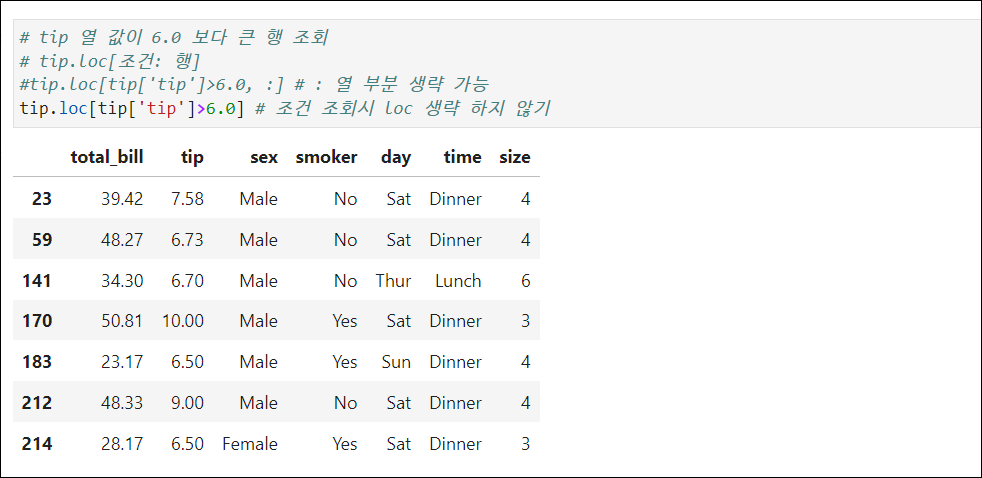 # tip 열 값이 6.0 보다 큰 행 조회
# tip.loc[조건: 행]
#tip.loc[tip['tip']>6.0, :] # : 열 부분 생략 가능
tip.loc[tip['tip']>6.0] # 조건 조회시 loc 생략 하지 않기
total_bill tip sex smoker day time size
23 39.42 7.58 Male No Sat Dinner 4
59 48.27 6.73 Male No Sat Dinner 4
141 34.30 6.70 Male No Thur Lunch 6
170 50.81 10.00 Male Yes Sat Dinner 3
183 23.17 6.50 Male Yes Sun Dinner 4
212 48.33 9.00 Male No Sat Dinner 4
214 28.17 6.50 Female Yes Sat Dinner 3